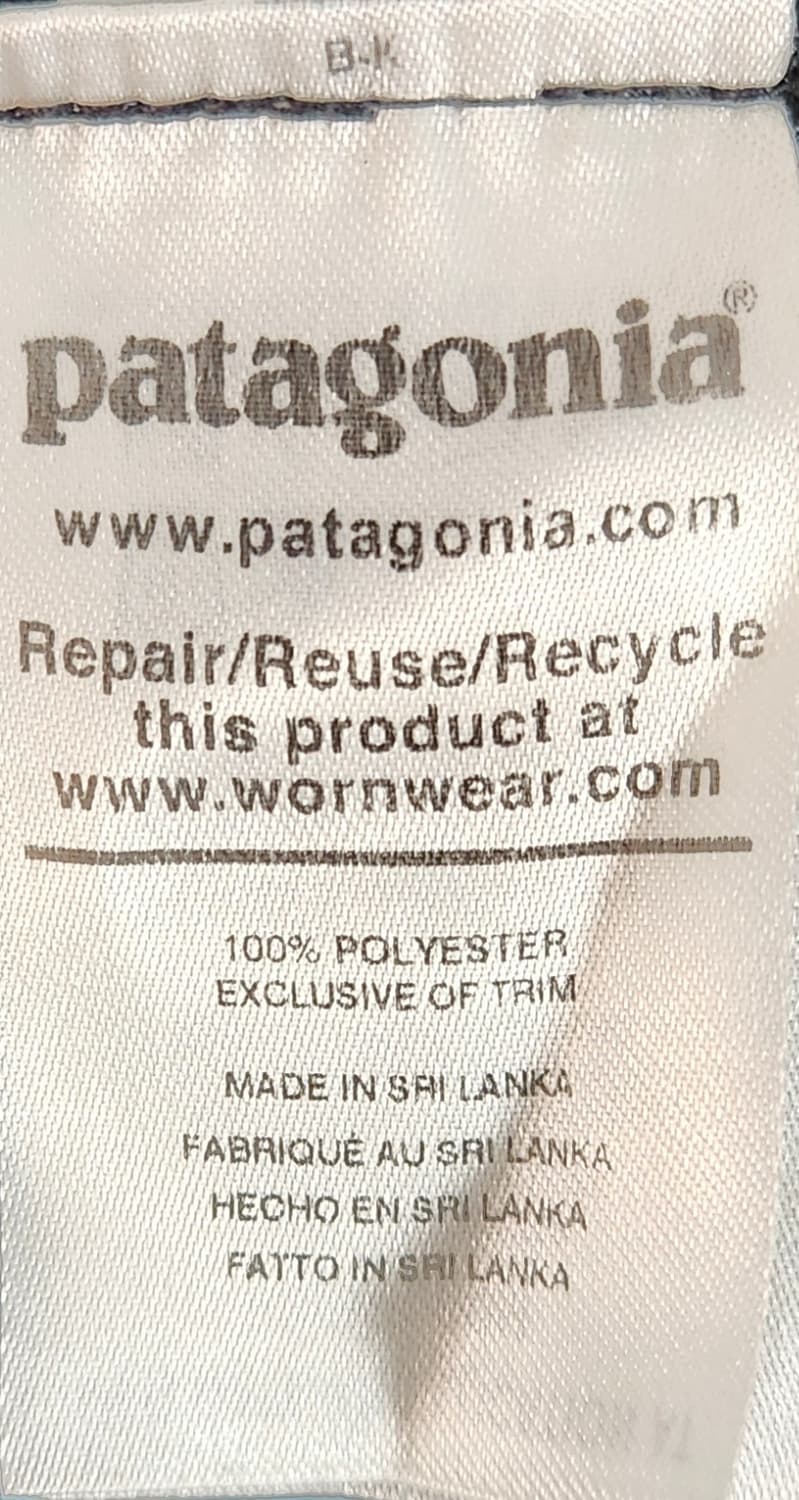 B-K
patagonia®
www.patagonia.com
Repair/Reuse/Recycle
this product at
www.wornwear.com
100% POLYESTER
EXCLUSIVE OF TRIM
MADE IN SRI LANKA
FABRIQUÉ AU SRI LANKA
HECHO EN SRI LANKA
FATTO IN SRI LANKA